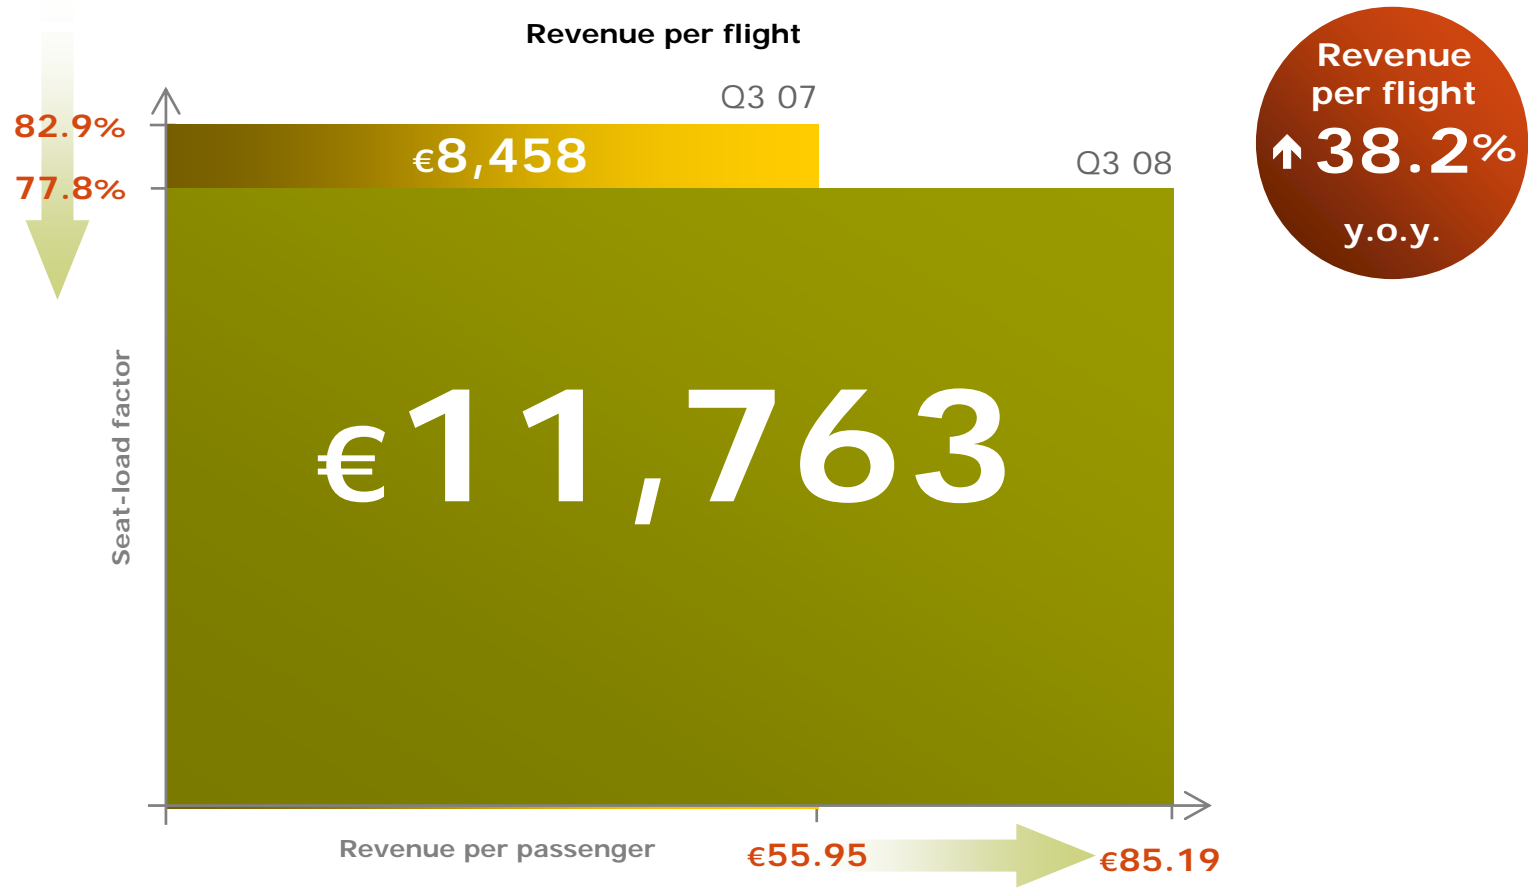 Revenue per flight
Revenue
per flight
38.2%
y.o.y.
Q3 07
82.9%
€8,458
Q3 08
77.8%
€11,763
Seat-load factor
Revenue per passenger
€55.95
€85.19